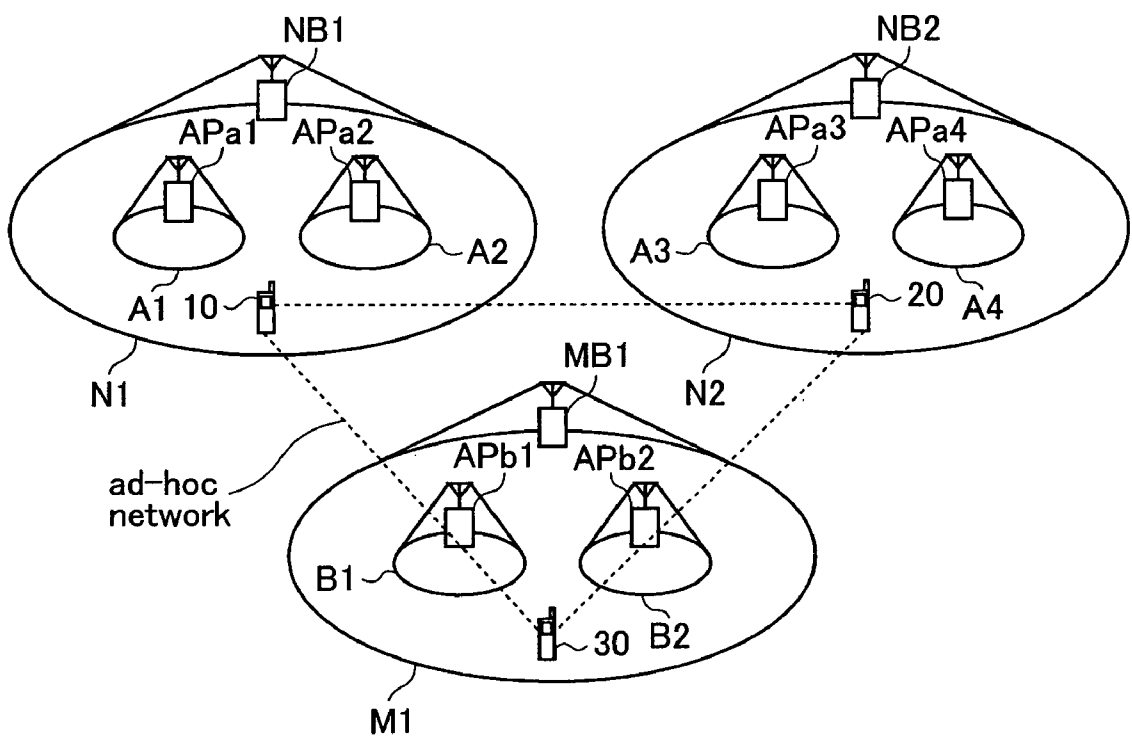 NB1
NB2
APa1
APa2
APa3
APa4
A1
10
A2
A3
20
A4
N1
N2
MB1
APb1
APb2
ad-hoc
network
B1
B2
30
M1